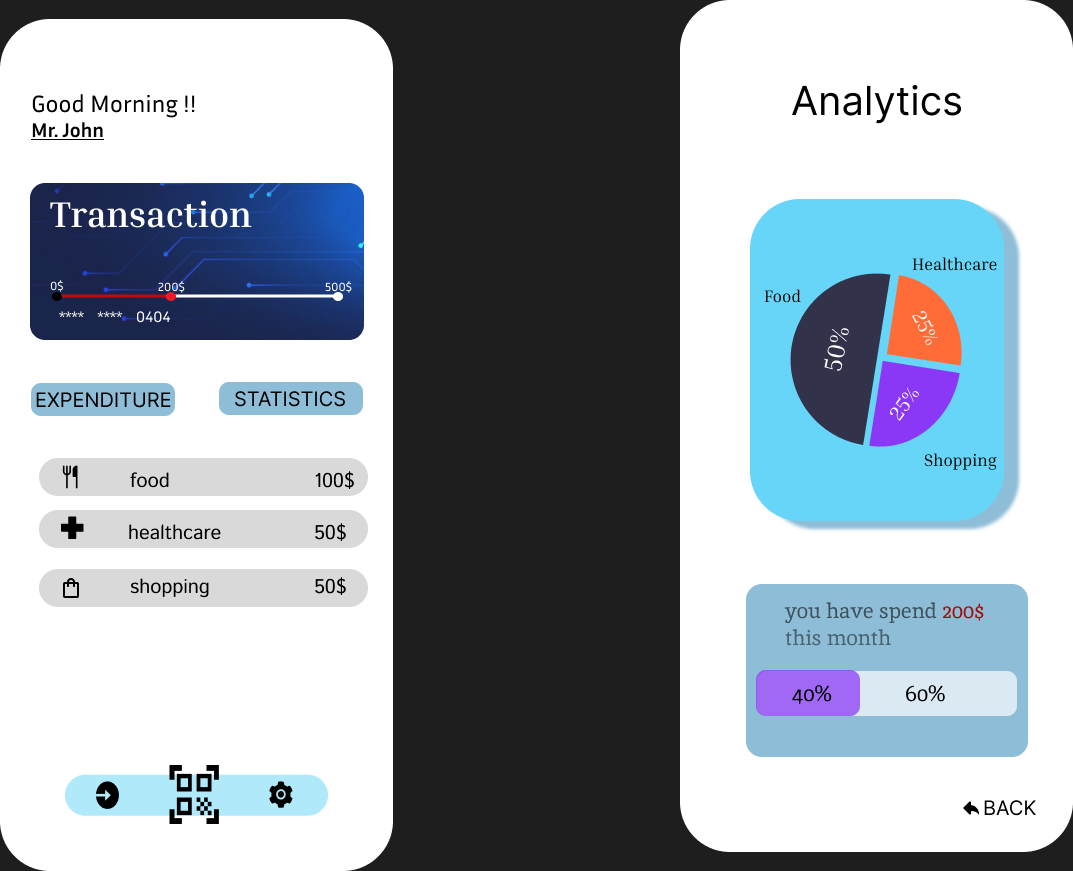 Good Morning !!
Mr. John
Transaction
0$ 200$ 500$
**** **** 0404
EXPENDITURE STATISTICS
food 100$
healthcare 50$
shopping 50$
Analytics
Healthcare
Food
25%
50%
25%
Shopping
you have spend 200$
this month
40% 60%
BACK